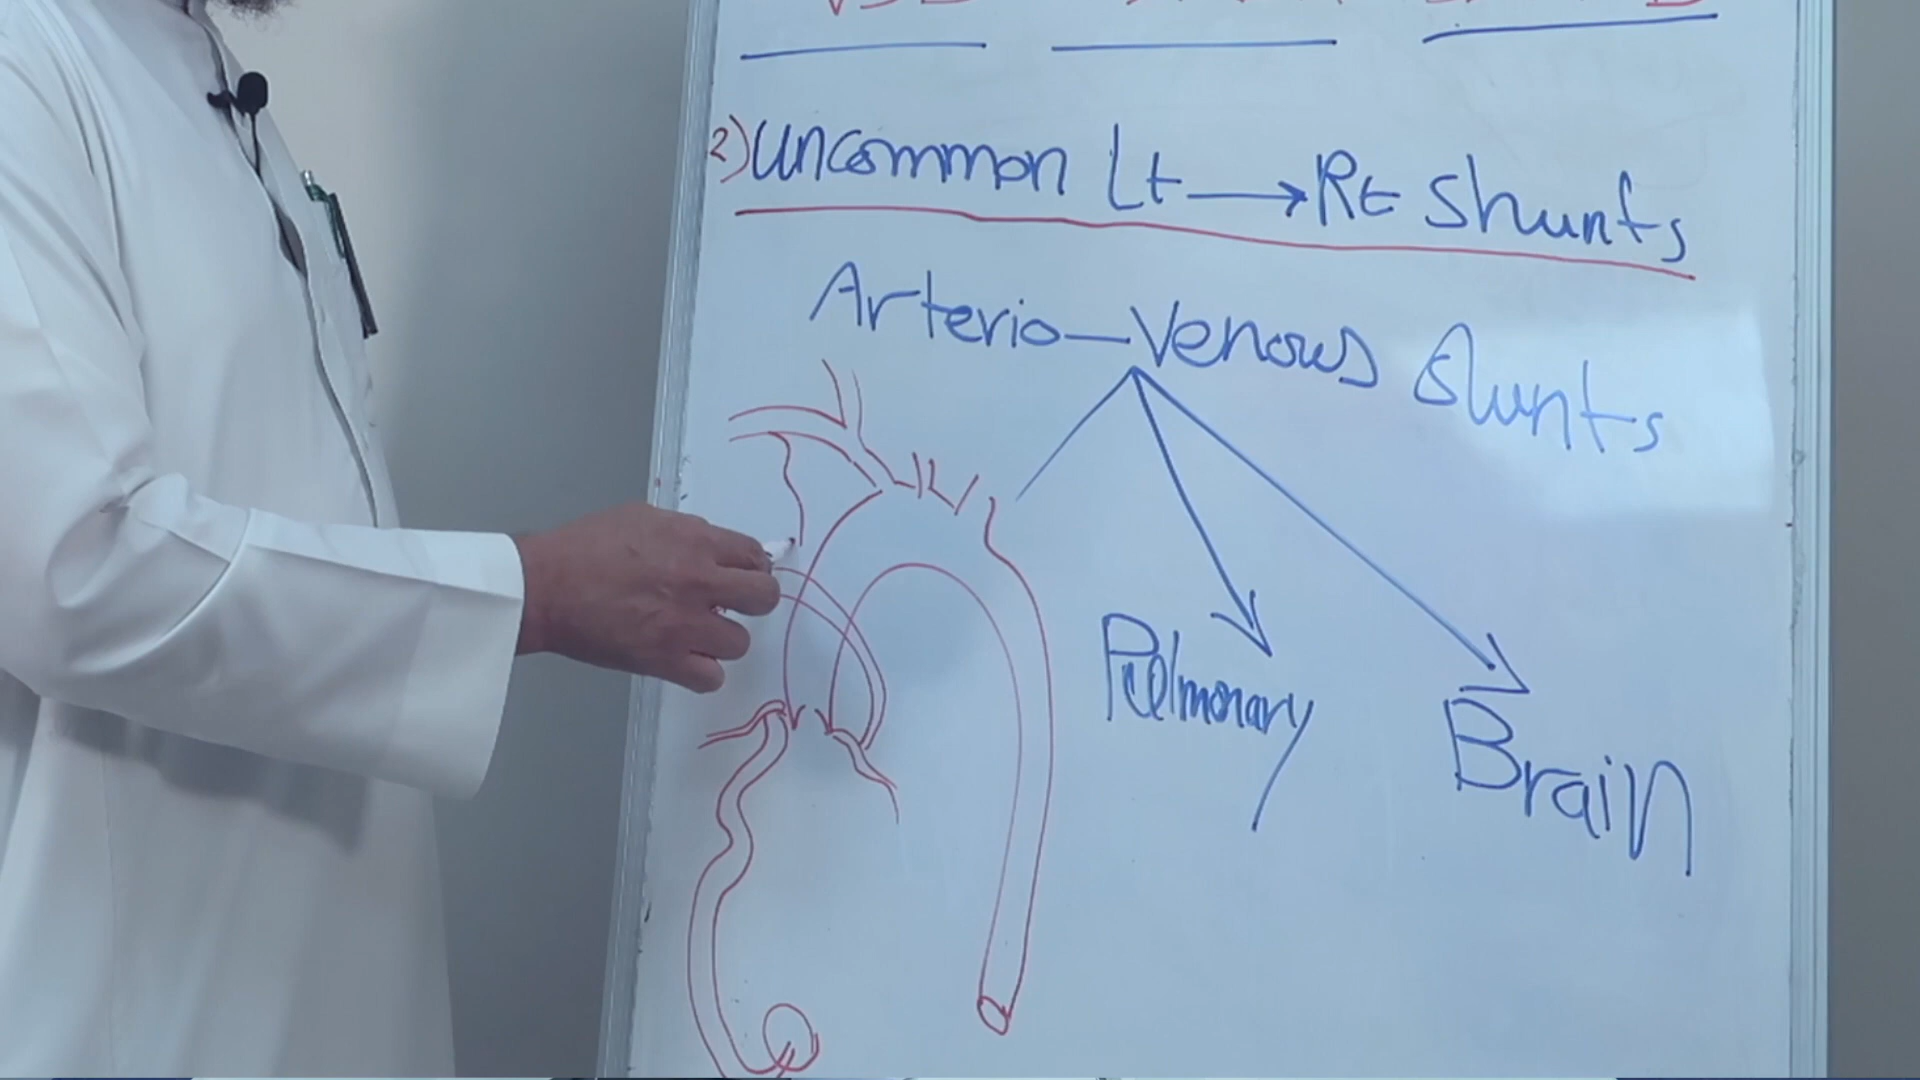 2) Uncommon Lt → Rt Shunts
Arterio-Venous Shunts
Pulmonary
Brain